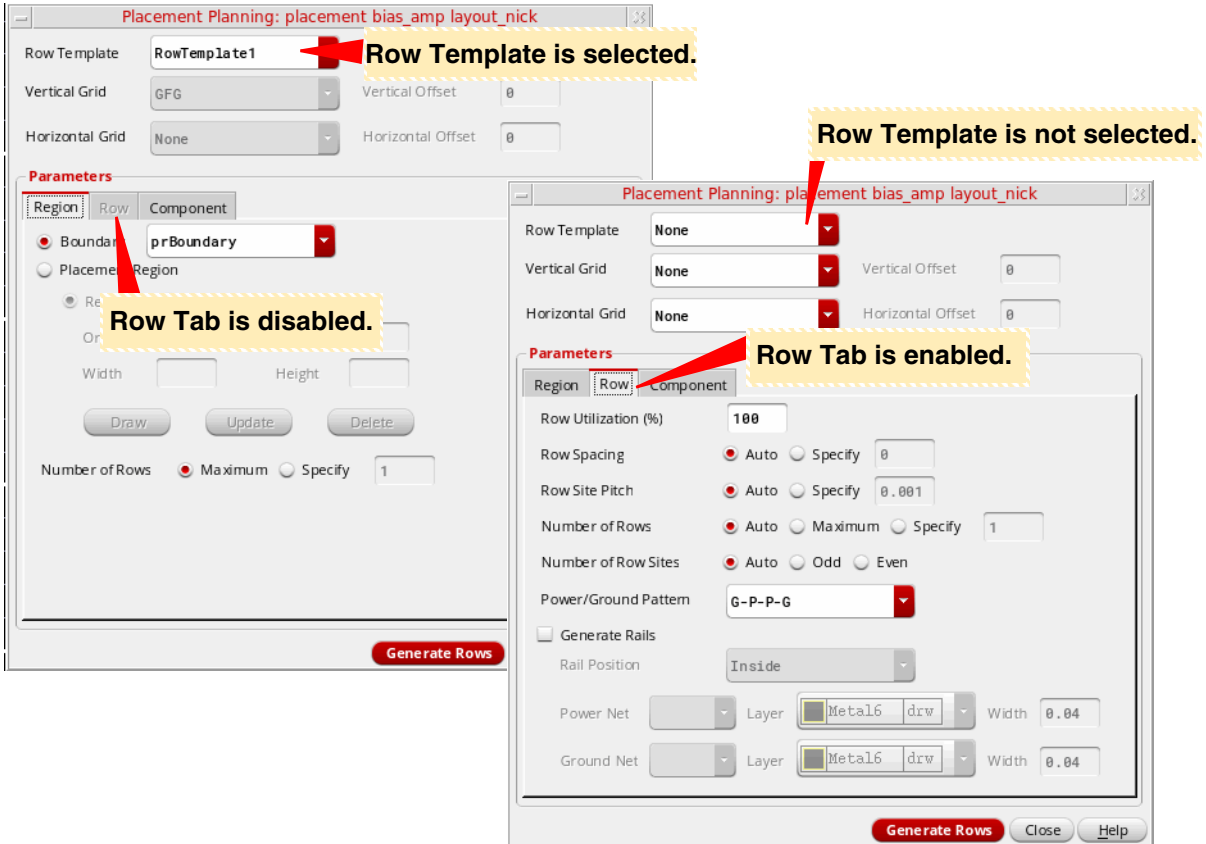 Placement Planning: placement bias_amp layout_nick
Row Template RowTemplate1
Row Template is selected.
Vertical Grid GFG Vertical Offset 0
Horizontal Grid None Horizontal Offset 0
Parameters
Region Row Component
Boundar prBoundary
Placemen Region
Re
Row Tab is disabled.
Or
Width Height
Draw Update Delete
Number of Rows Maximum Specify 1
Generate Rows
Row Template is not selected.
Placement Planning: placement bias_amp layout_nick
Row Template None
Vertical Grid None Vertical Offset 0
Horizontal Grid None Horizontal Offset 0
Row Tab is enabled.
Parameters
Region Row Component
Row Utilization (%) 100
Row Spacing Auto Specify 0
Row Site Pitch Auto Specify 0.001
Number of Rows Auto Maximum Specify 1
Number of Row Sites Auto Odd Even
Power/Ground Pattern G-P-P-G
Generate Rails
Rail Position Inside
Power Net Layer Metal6 drw Width 0.04
Ground Net Layer Metal6 drw Width 0.04
Generate Rows Close Help